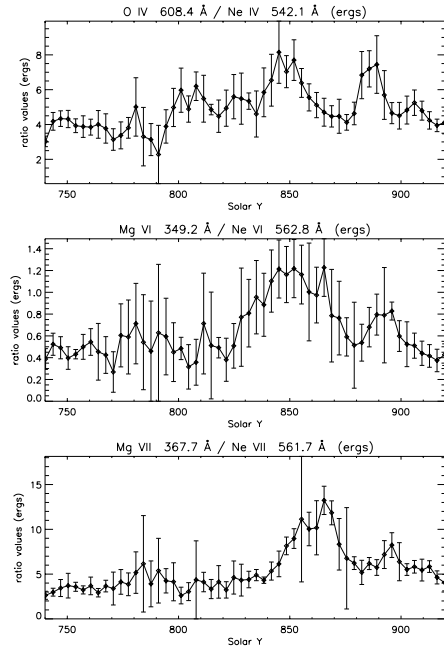 O IV 608.4 Å / Ne IV 542.1 Å (ergs)
8
6
4
2
ratio values (ergs)
740 800 850 900
Solar Y
Mg VI 349.2 Å / Ne VI 562.8 Å (ergs)
1.4
1.2
1.0
0.8
0.6
0.4
0.2
0.0
ratio values (ergs)
740 800 850 900
Solar Y
Mg VII 367.7 Å / Ne VII 561.7 Å (ergs)
15
10
5
0
ratio values (ergs)
740 800 850 900
Solar Y